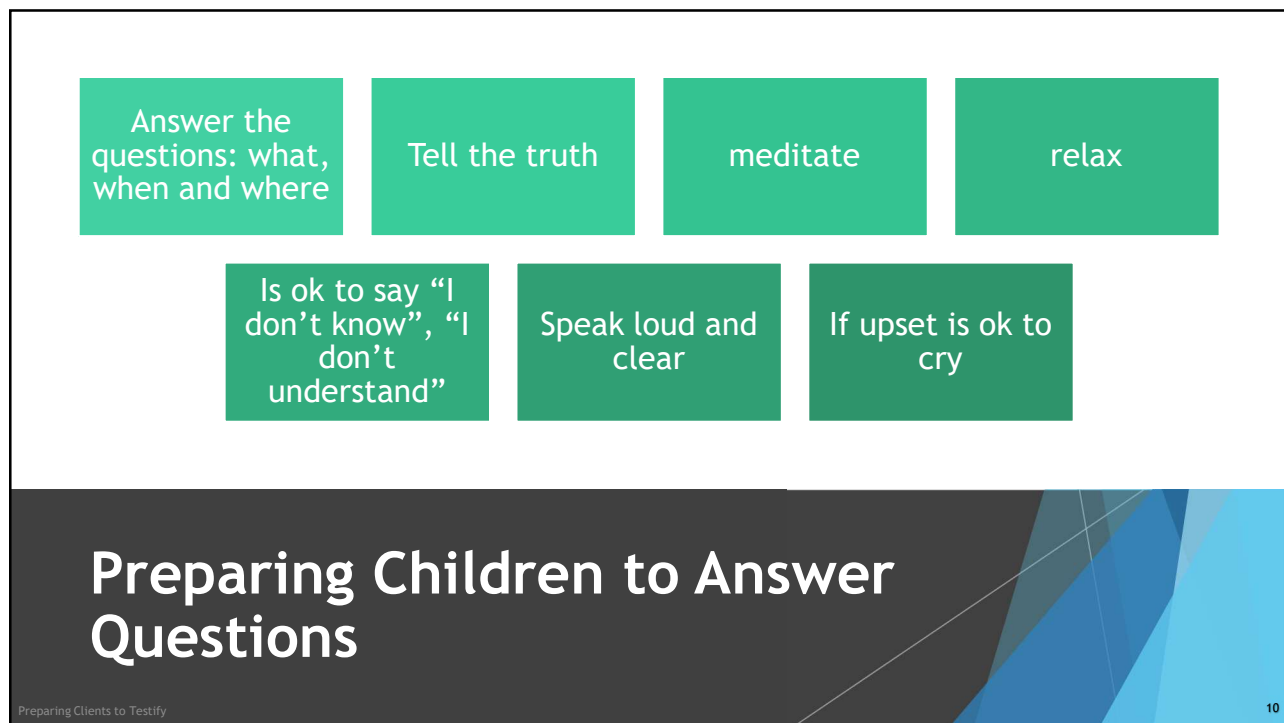 Answer the
questions: what,
when and where
Tell the truth
meditate
relax
Is ok to say “I
don’t know”, “I
don’t
understand”
Speak loud and
clear
If upset is ok to
cry
Preparing Children to Answer
Questions
Preparing Clients to Testify
10